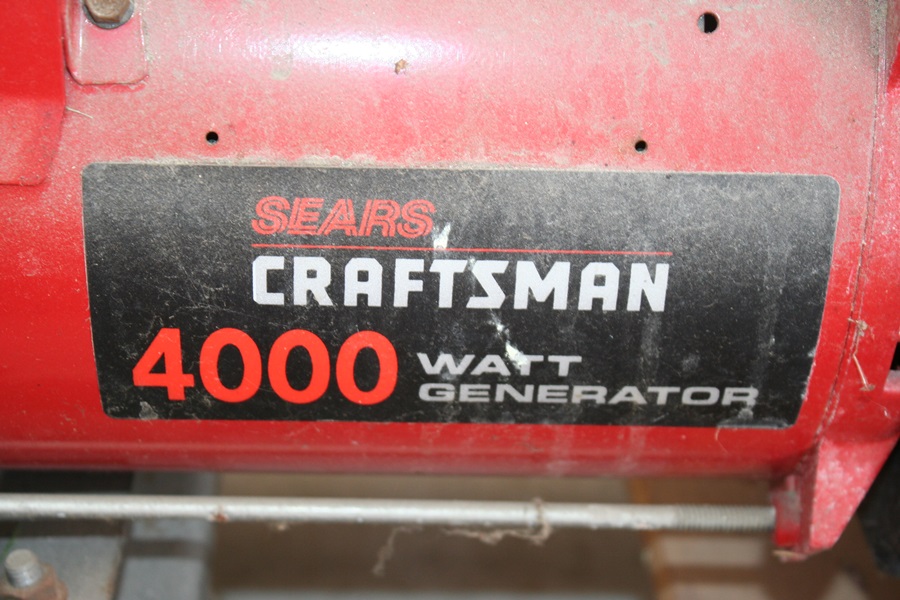 SEARS
CRAFTSMAN
4000 WATT
GENERATOR